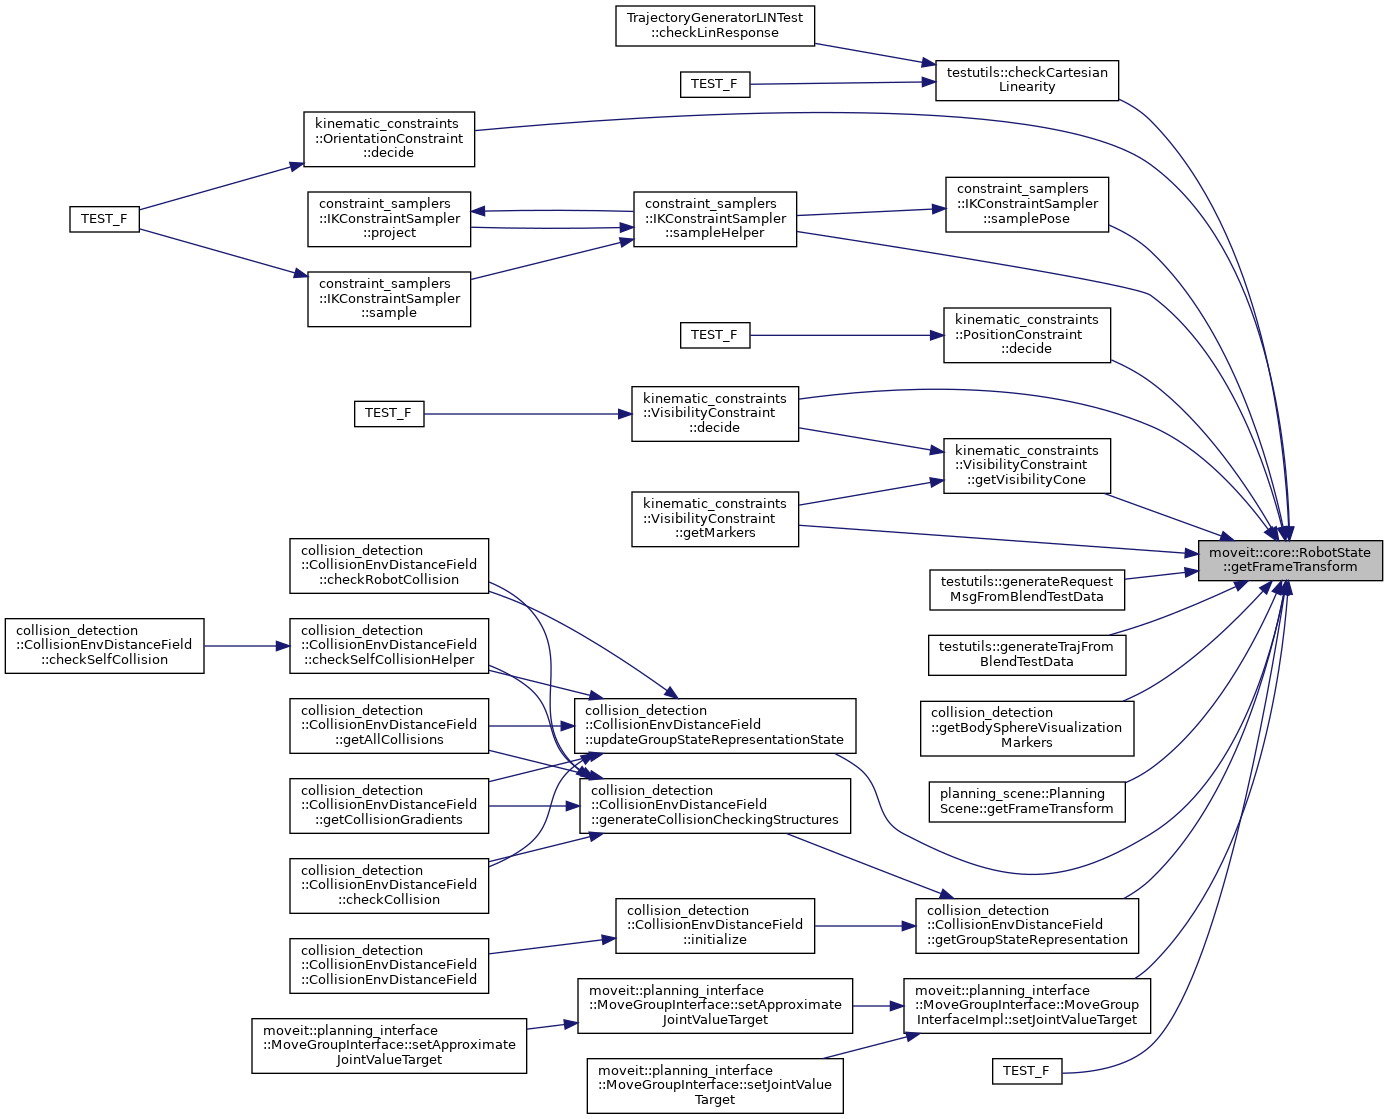 TrajectoryGeneratorLINTest
::checkLinResponse
testutils::checkCartesian
Linearity
TEST_F
kinematic_constraints
::OrientationConstraint
::decide
constraint_samplers
::IKConstraintSampler
::samplePose
constraint_samplers
::IKConstraintSampler
::project
constraint_samplers
::IKConstraintSampler
::sampleHelper
TEST_F
constraint_samplers
::IKConstraintSampler
::sample
kinematic_constraints
::PositionConstraint
::decide
TEST_F
kinematic_constraints
::VisibilityConstraint
::decide
TEST_F
kinematic_constraints
::VisibilityConstraint
::getVisibilityCone
kinematic_constraints
::VisibilityConstraint
::getMarkers
moveit::core::RobotState
::getFrameTransform
collision_detection
::CollisionEnvDistanceField
::checkRobotCollision
testutils::generateRequest
MsgFromBlendTestData
collision_detection
::CollisionEnvDistanceField
::checkSelfCollision
collision_detection
::CollisionEnvDistanceField
::checkSelfCollisionHelper
testutils::generateTrajFrom
BlendTestData
collision_detection
::CollisionEnvDistanceField
::getAllCollisions
collision_detection
::CollisionEnvDistanceField
::updateGroupStateRepresentationState
collision_detection
::getBodySphereVisualization
Markers
collision_detection
::CollisionEnvDistanceField
::getCollisionGradients
collision_detection
::CollisionEnvDistanceField
::generateCollisionCheckingStructures
planning_scene::Planning
Scene::getFrameTransform
collision_detection
::CollisionEnvDistanceField
::checkCollision
collision_detection
::CollisionEnvDistanceField
::initialize
collision_detection
::CollisionEnvDistanceField
::getGroupStateRepresentation
collision_detection
::CollisionEnvDistanceField
::CollisionEnvDistanceField
moveit::planning_interface
::MoveGroupInterface::setApproximate
JointValueTarget
moveit::planning_interface
::MoveGroupInterface::MoveGroup
InterfaceImpl::setJointValueTarget
moveit::planning_interface
::MoveGroupInterface::setApproximate
JointValueTarget
moveit::planning_interface
::MoveGroupInterface::setJointValue
Target
TEST_F